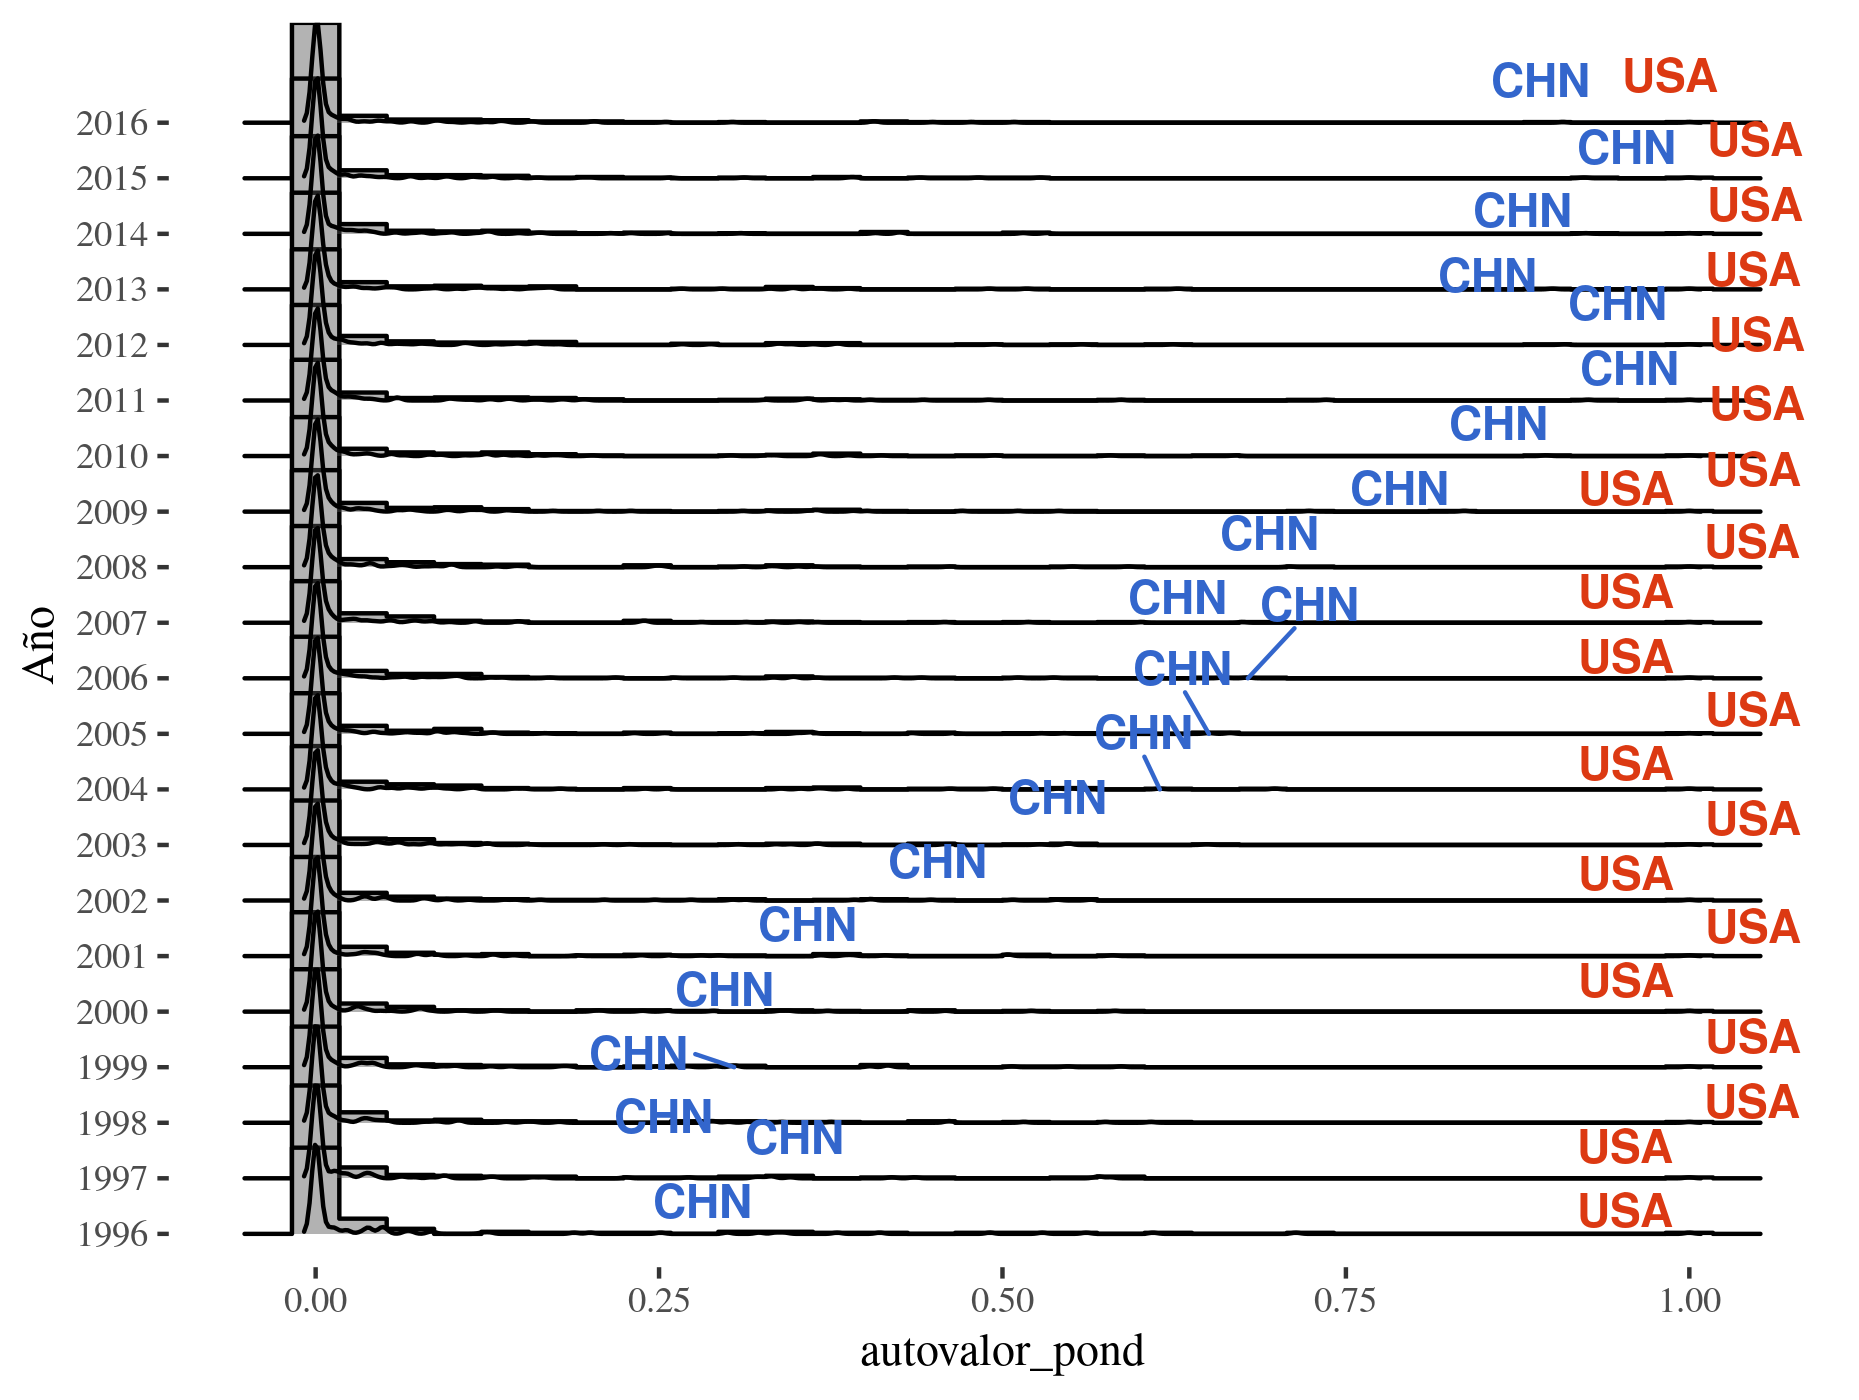 CHN USA
2016
CHN USA
2015
CHN USA
2014
CHN USA
2013
CHN
2012 USA
CHN
2011 USA
CHN
2010 USA
CHN USA
2009
CHN USA
2008
CHN CHN USA
2007
CHN USA
2006
CHN USA
2005
USA
2004
CHN USA
2003
CHN USA
2002
CHN USA
2001
CHN USA
2000
CHN USA
1999
CHN USA
1998
CHN USA
1997
CHN USA
1996
Año
0.00 0.25 0.50 0.75 1.00
autovalor_pond